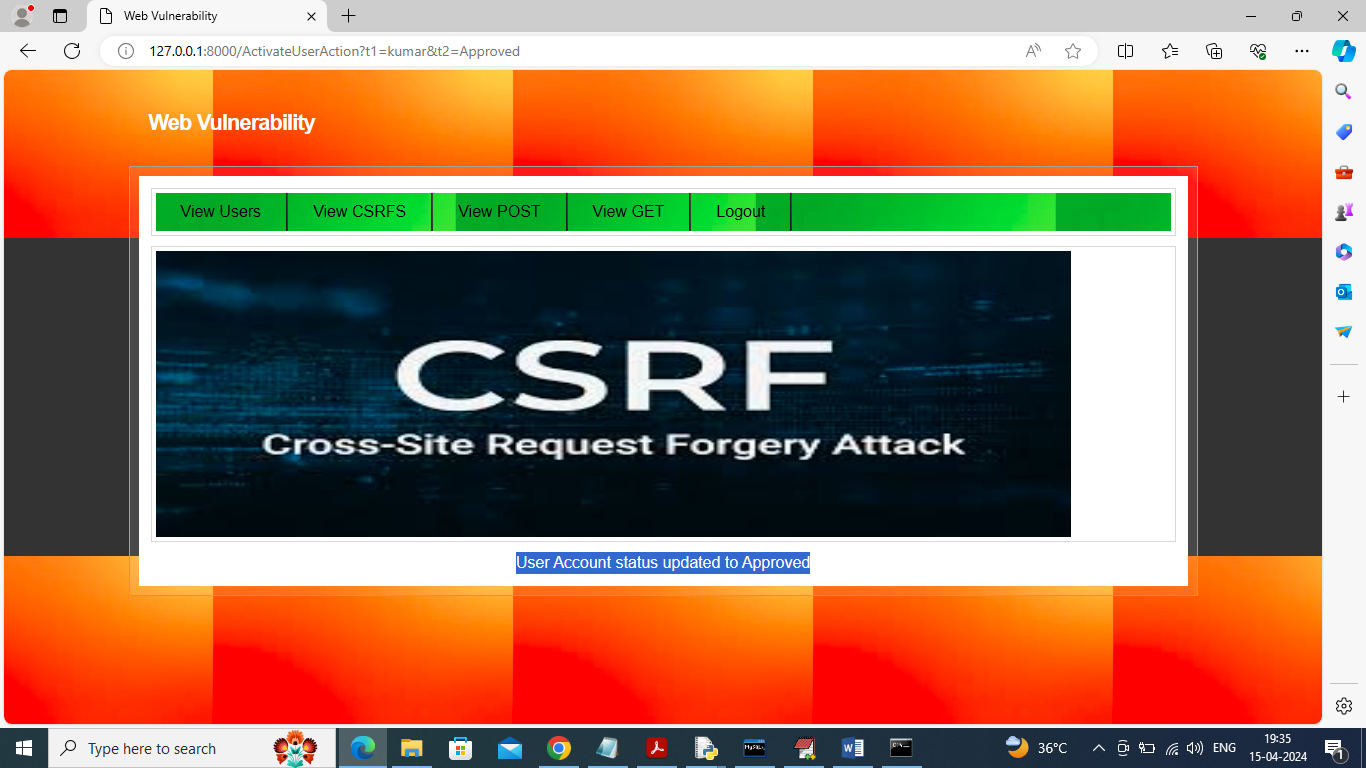 Web Vulnerability
127.0.0.1:8000/ActivateUserAction?t1=kumar&t2=Approved
Web Vulnerability
View Users View CSRFS View POST View GET Logout
CSRF
Cross-Site Request Forgery Attack
User Account status updated to Approved
Type here to search
36°C ENG 19:35
15-04-2024
1